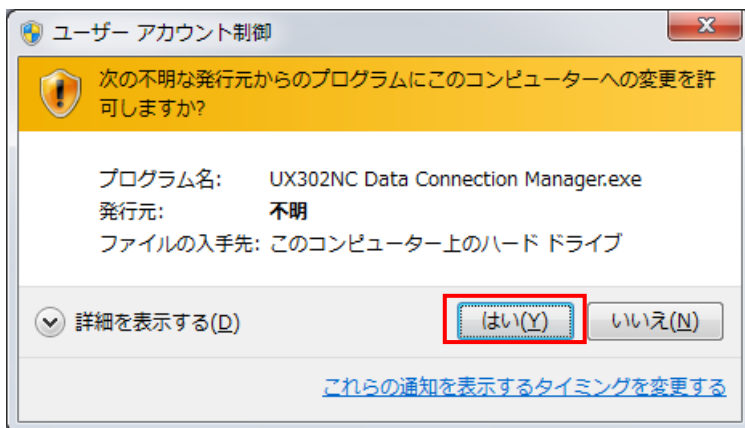 ユーザー アカウント制御
次の不明な発行元からのプログラムにこのコンピューターへの変更を許
可しますか?
プログラム名: UX302NC Data Connection Manager.exe
発行元: 不明
ファイルの入手先: このコンピューター上のハード ドライブ
詳細を表示する(D) はい(Y) いいえ(N)
これらの通知を表示するタイミングを変更する